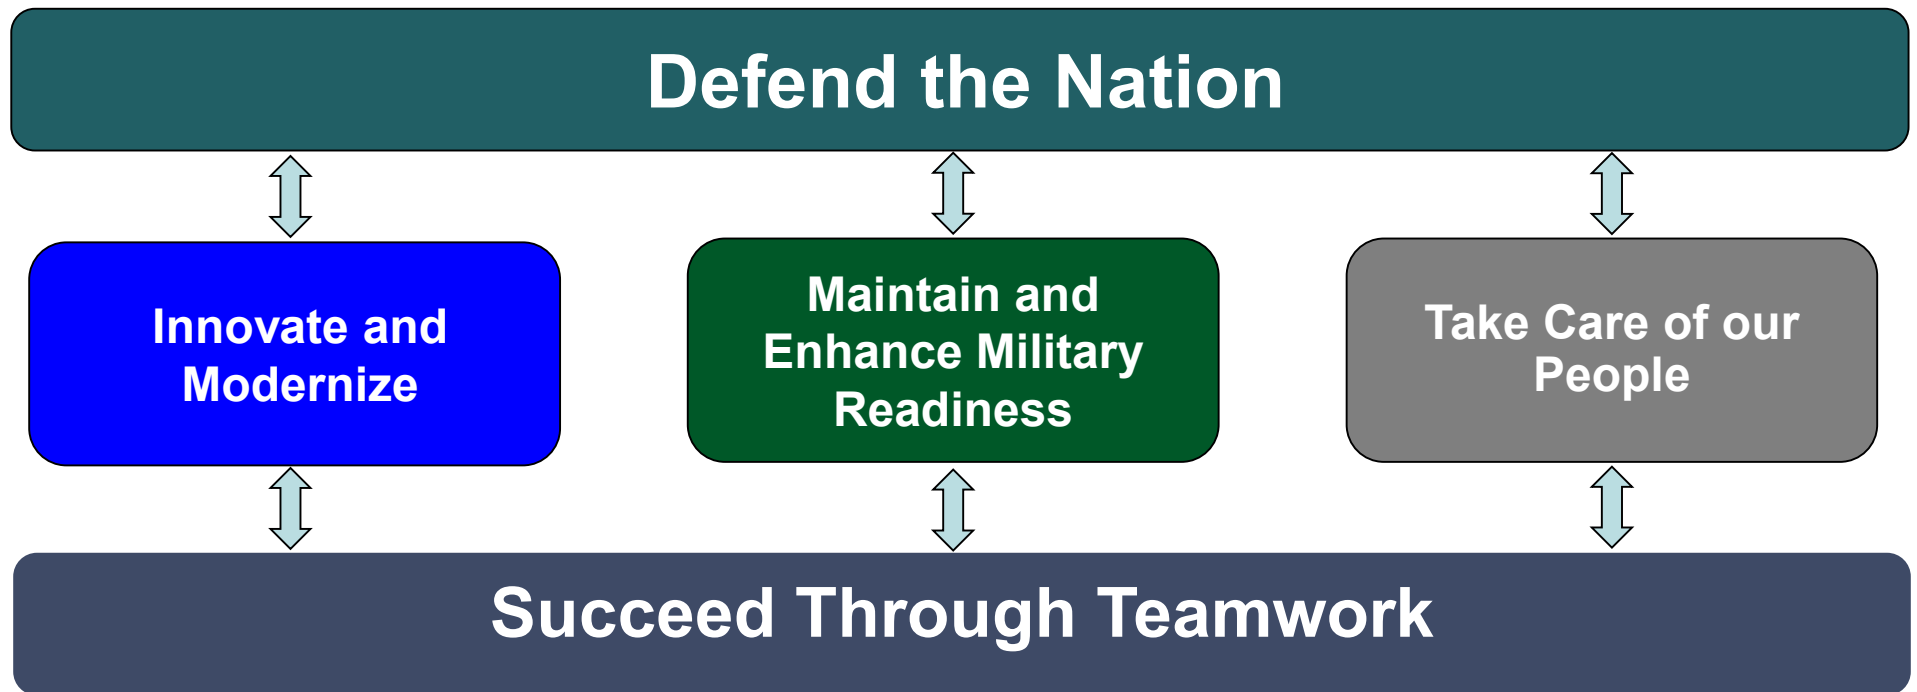 Defend the Nation
Innovate and
Modernize
Maintain and
Enhance Military
Readiness
Take Care of our
People
Succeed Through Teamwork